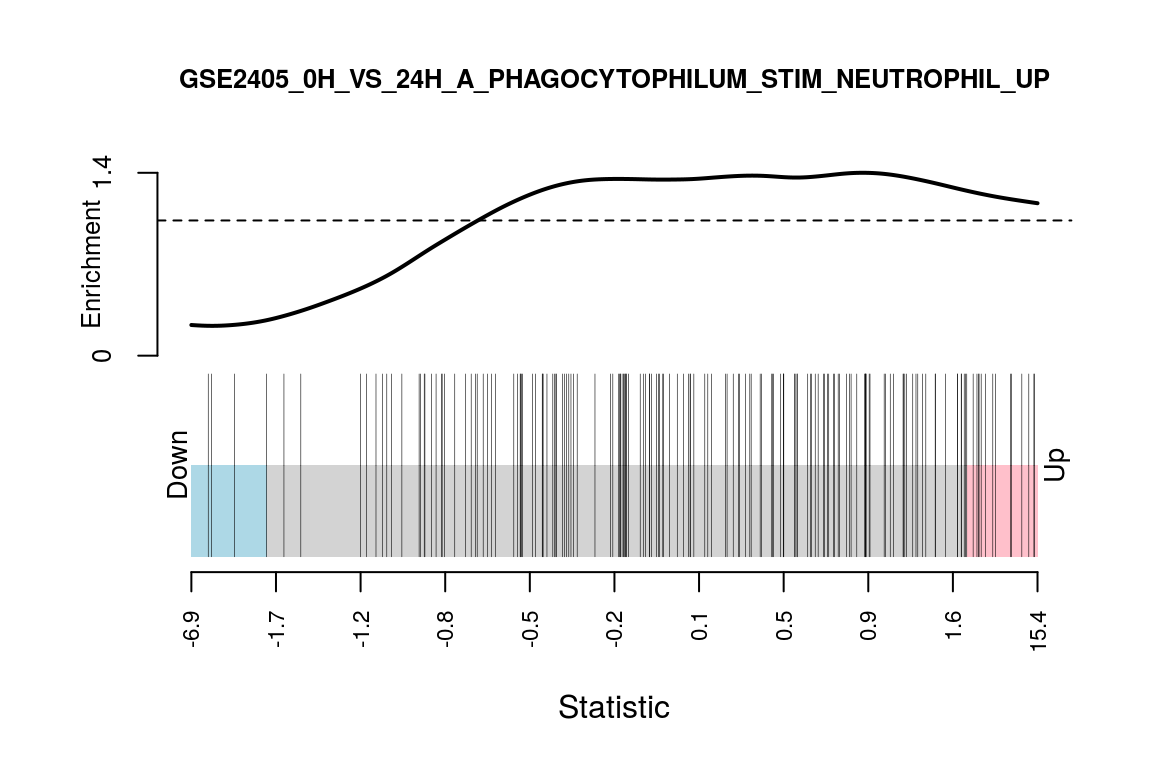 GSE2405_0H_VS_24H_A_PHAGOCYTOPHILUM_STIM_NEUTROPHIL_UP
1.4
Enrichment
0
Down
Up
-6.9
-1.7
-1.2
-0.8
-0.5
-0.2
0.1
0.5
0.9
1.6
15.4
Statistic